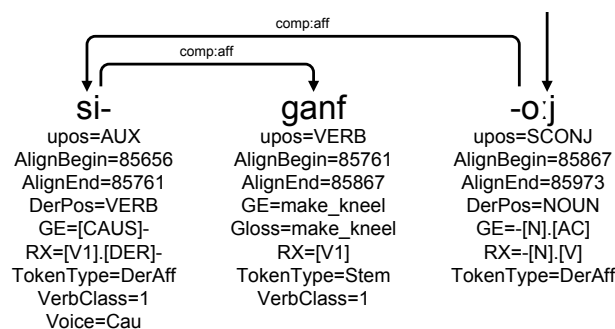 comp:aff
comp:aff
si-
upos=AUX
AlignBegin=85656
AlignEnd=85761
DerPos=VERB
GE=[CAUS]-
RX=[V1].[DER]-
TokenType=DerAff
VerbClass=1
Voice=Cau
ganf
upos=VERB
AlignBegin=85761
AlignEnd=85867
GE=make_kneel
Gloss=make_kneel
RX=[V1]
TokenType=Stem
VerbClass=1
-oːj
upos=SCONJ
AlignBegin=85867
AlignEnd=85973
DerPos=NOUN
GE=-[N].[AC]
RX=-[N].[V]
TokenType=DerAff